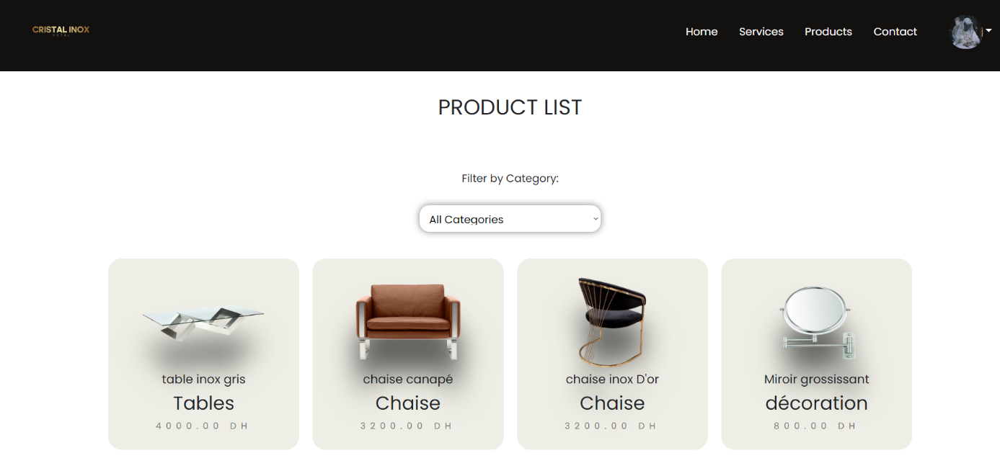 CRISTAL INOX
METAL
Home Services Products Contact
PRODUCT LIST
Filter by Category:
All Categories
table inox gris
Tables
4000.00 DH
chaise canapé
Chaise
3200.00 DH
chaise inox D'or
Chaise
3200.00 DH
Miroir grossissant
décoration
800.00 DH